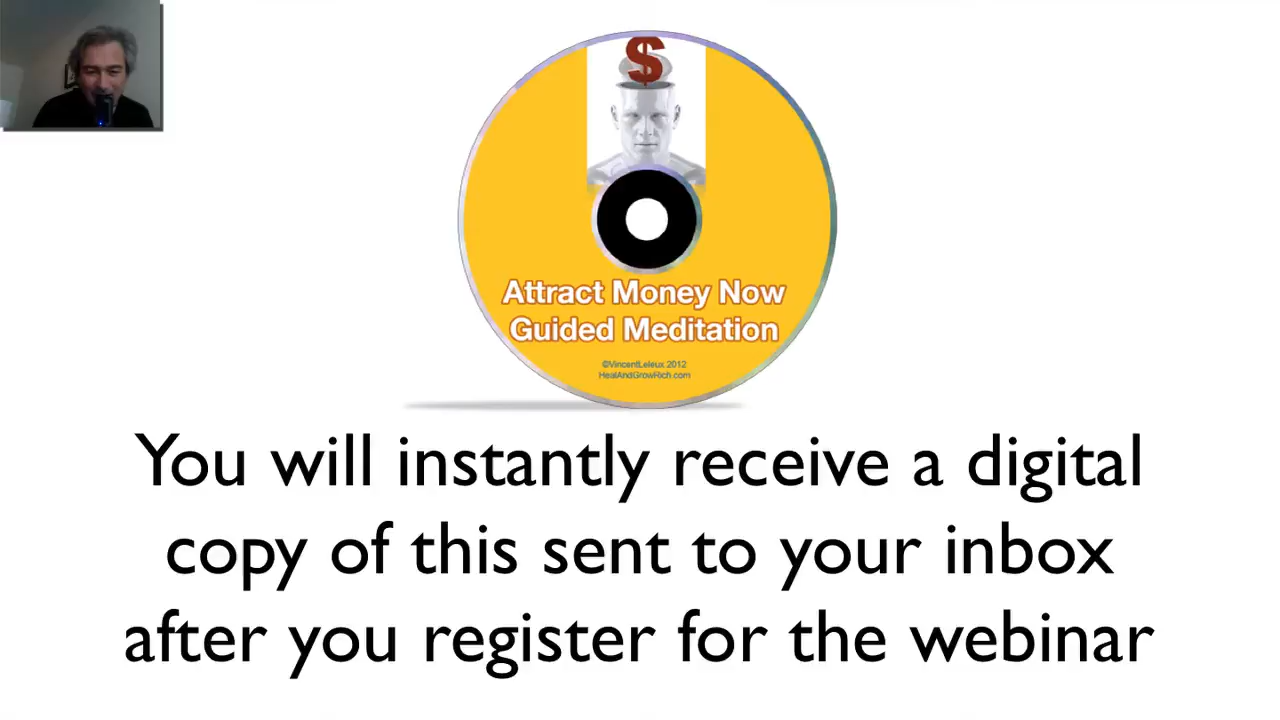 $
Attract Money Now
Guided Meditation
©VincentLeleux 2012
HealAndGrowRich.com
You will instantly receive a digital
copy of this sent to your inbox
after you register for the webinar